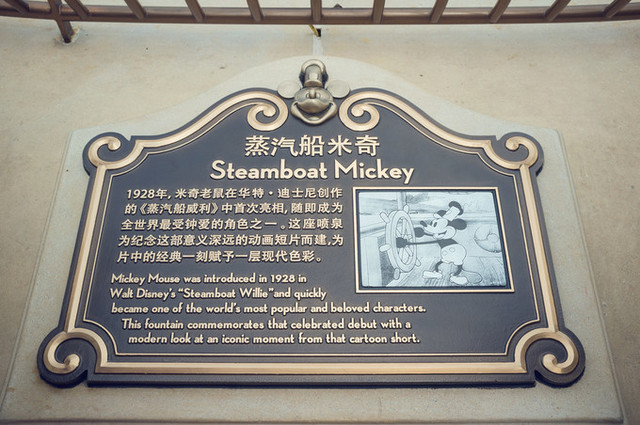 蒸汽船米奇
Steamboat Mickey
1928年，米奇老鼠在华特·迪士尼创作
的《蒸汽船威利》中首次亮相，随即成为
全世界最受钟爱的角色之一。这座喷泉
为纪念这部意义深远的动画短片而建，为
片中的经典一刻赋予一层现代色彩。
Mickey Mouse was introduced in 1928 in
Walt Disney's "Steamboat Willie" and quickly
became one of the world's most popular and beloved characters.
This fountain commemorates that celebrated debut with a
modern look at an iconic moment from that cartoon short.